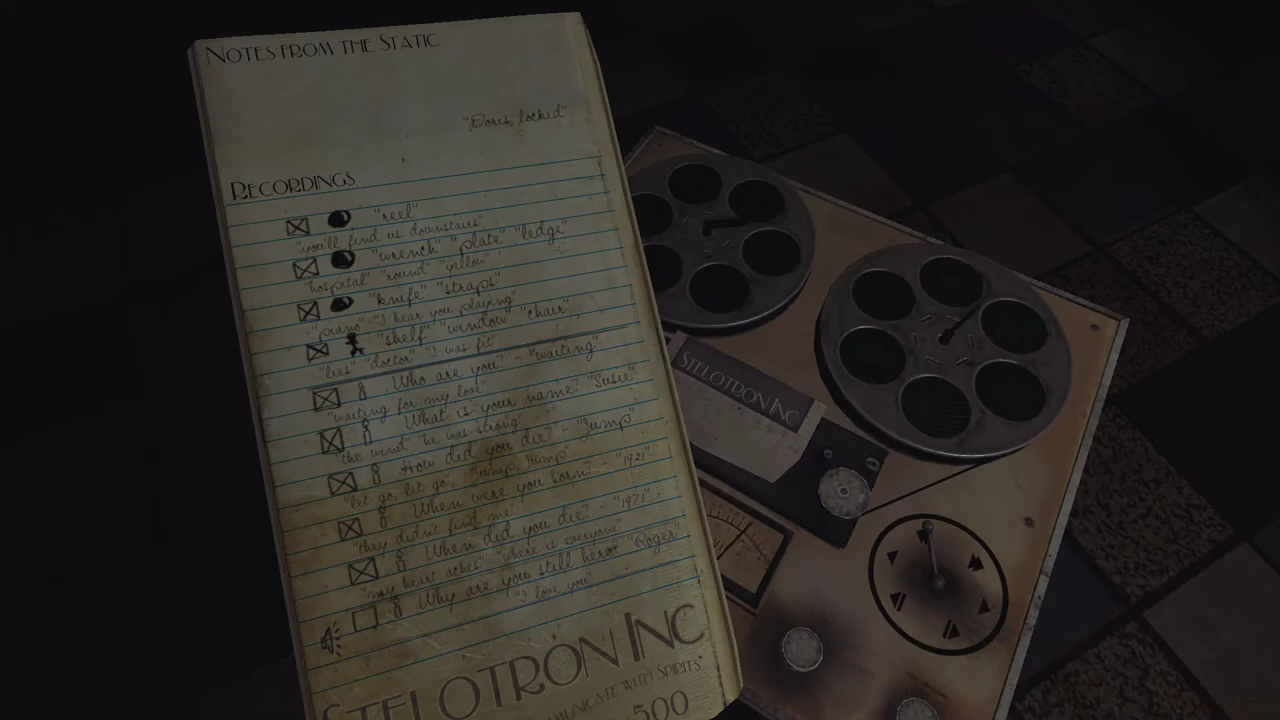 NOTES FROM THE STATIC
"Doris, locked"
RECORDINGS
"reel"
"you'll find us downstairs"
"wrench" "plate" "ledge"
"hospital" "round" "yellow"
"knife" "straps"
"piano" "I hear you playing"
"shelf" "window" "chair"
"lies" "doctor" "I was fit"
Who are you? - "waiting"
"waiting for my love"
What is your name? "Susie"
"the wind" "he was strong"
How did you die? - "Jump"
"let go, let go, Jump, Jump"
When were you born? - "1921"
"they didn't find me"
When did you die? - "1971"
"my heart aches" "where is everyone"
Why are you still here? "Roger"
"I love you"
STELOTRON INC
COMMUNICATE WITH SPIRITS"
500
STELOTRON INC